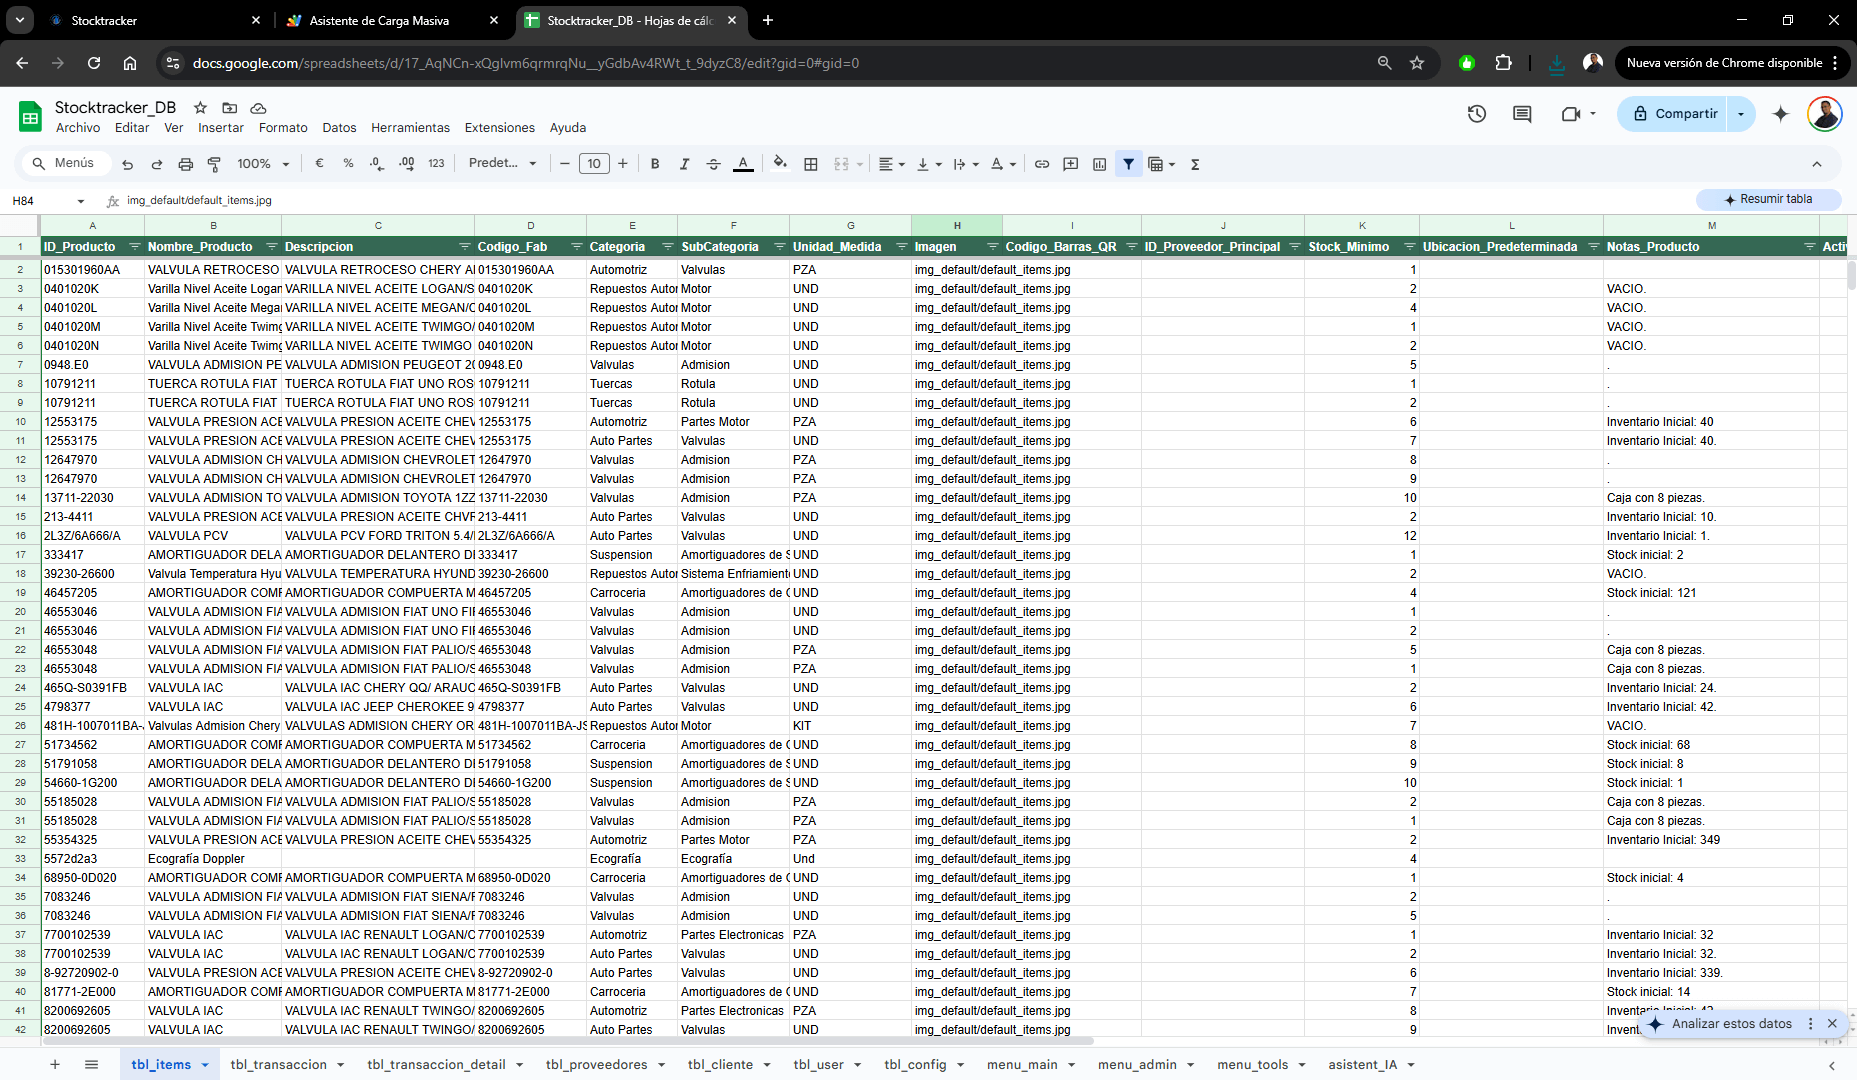 Stocktracker
Asistente de Carga Masiva
Stocktracker_DB - Hojas de cálc
docs.google.com/spreadsheets/d/17_AqNCn-xQglvm6qrmrqNu__yGdbAv4RWt_t_9dyzC8/edit?gid=0#gid=0
Nueva versión de Chrome disponible
Stocktracker_DB
Archivo Editar Ver Insertar Formato Datos Herramientas Extensiones Ayuda
Compartir
Menús 100% € % .0 .00 123 Predet... 10 B I S A
H84 fx img_default/default_items.jpg
Resumir tabla
A B C D E F G H I J K L M
1 ID_Producto Nombre_Producto Descripcion Codigo_Fab Categoria SubCategoria Unidad_Medida Imagen Codigo_Barras_QR ID_Proveedor_Principal Stock_Minimo Ubicacion_Predeterminada Notas_Producto Acti
2 015301960AA VALVULA RETROCESO VALVULA RETROCESO CHERY A 015301960AA Automotriz Valvulas PZA img_default/default_items.jpg 1
3 0401020K Varilla Nivel Aceite Logan VARILLA NIVEL ACEITE LOGAN/S 0401020K Repuestos Autor Motor UND img_default/default_items.jpg 2 VACIO.
4 0401020L Varilla Nivel Aceite Mega VARILLA NIVEL ACEITE MEGAN/C 0401020L Repuestos Autor Motor UND img_default/default_items.jpg 4 VACIO.
5 0401020M Varilla Nivel Aceite Twing VARILLA NIVEL ACEITE TWIMGO/ 0401020M Repuestos Autor Motor UND img_default/default_items.jpg 1 VACIO.
6 0401020N Varilla Nivel Aceite Twing VARILLA NIVEL ACEITE TWIMGO 0401020N Repuestos Autor Motor UND img_default/default_items.jpg 2 VACIO.
7 0948.E0 VALVULA ADMISION PE VALVULA ADMISION PEUGEOT 20 0948.E0 Valvulas Admision UND img_default/default_items.jpg 5 .
8 10791211 TUERCA ROTULA FIAT TUERCA ROTULA FIAT UNO ROS 10791211 Tuercas Rotula UND img_default/default_items.jpg 1 .
9 10791211 TUERCA ROTULA FIAT TUERCA ROTULA FIAT UNO ROS 10791211 Tuercas Rotula UND img_default/default_items.jpg 2 .
10 12553175 VALVULA PRESION ACE VALVULA PRESION ACEITE CHEV 12553175 Automotriz Partes Motor PZA img_default/default_items.jpg 6 Inventario Inicial: 40
11 12553175 VALVULA PRESION ACE VALVULA PRESION ACEITE CHEV 12553175 Auto Partes Valvulas UND img_default/default_items.jpg 7 Inventario Inicial: 40.
12 12647970 VALVULA ADMISION CH VALVULA ADMISION CHEVROLET 12647970 Valvulas Admision PZA img_default/default_items.jpg 8 .
13 12647970 VALVULA ADMISION CH VALVULA ADMISION CHEVROLET 12647970 Valvulas Admision PZA img_default/default_items.jpg 9 .
14 13711-22030 VALVULA ADMISION TO VALVULA ADMISION TOYOTA 1ZZ 13711-22030 Valvulas Admision PZA img_default/default_items.jpg 10 Caja con 8 piezas.
15 213-4411 VALVULA PRESION ACE VALVULA PRESION ACEITE CHVR 213-4411 Auto Partes Valvulas UND img_default/default_items.jpg 2 Inventario Inicial: 10.
16 2L3Z/6A666/A VALVULA PCV VALVULA PCV FORD TRITON 5.4/ 2L3Z/6A666/A Auto Partes Valvulas UND img_default/default_items.jpg 12 Inventario Inicial: 1.
17 333417 AMORTIGUADOR DELA AMORTIGUADOR DELANTERO DI 333417 Suspension Amortiguadores de S UND img_default/default_items.jpg 1 Stock inicial: 2
18 39230-26600 Valvula Temperatura Hyu VALVULA TEMPERATURA HYUND 39230-26600 Repuestos Autor Sistema Enfriamient UND img_default/default_items.jpg 2 VACIO.
19 46457205 AMORTIGUADOR COMP AMORTIGUADOR COMPUERTA M 46457205 Carroceria Amortiguadores de C UND img_default/default_items.jpg 4 Stock inicial: 121
20 46553046 VALVULA ADMISION FIA VALVULA ADMISION FIAT UNO FI 46553046 Valvulas Admision UND img_default/default_items.jpg 1 .
21 46553046 VALVULA ADMISION FIA VALVULA ADMISION FIAT UNO FI 46553046 Valvulas Admision UND img_default/default_items.jpg 2 .
22 46553048 VALVULA ADMISION FIA VALVULA ADMISION FIAT PALIO/S 46553048 Valvulas Admision PZA img_default/default_items.jpg 5 Caja con 8 piezas.
23 46553048 VALVULA ADMISION FIA VALVULA ADMISION FIAT PALIO/S 46553048 Valvulas Admision PZA img_default/default_items.jpg 1 Caja con 8 piezas.
24 465Q-S0391FB VALVULA IAC VALVULA IAC CHERY QQ/ ARAUC 465Q-S0391FB Auto Partes Valvulas UND img_default/default_items.jpg 2 Inventario Inicial: 24.
25 4798377 VALVULA IAC VALVULA IAC JEEP CHEROKEE 9 4798377 Auto Partes Valvulas UND img_default/default_items.jpg 6 Inventario Inicial: 42.
26 481H-1007011BA- Valvulas Admision Chery VALVULAS ADMISION CHERY OR 481H-1007011BA-JS Repuestos Autor Motor KIT img_default/default_items.jpg 7 VACIO.
27 51734562 AMORTIGUADOR COMP AMORTIGUADOR COMPUERTA M 51734562 Carroceria Amortiguadores de C UND img_default/default_items.jpg 8 Stock inicial: 68
28 51791058 AMORTIGUADOR DELA AMORTIGUADOR DELANTERO DI 51791058 Suspension Amortiguadores de S UND img_default/default_items.jpg 9 Stock inicial: 8
29 54660-1G200 AMORTIGUADOR DELA AMORTIGUADOR DELANTERO DI 54660-1G200 Suspension Amortiguadores de S UND img_default/default_items.jpg 10 Stock inicial: 1
30 55185028 VALVULA ADMISION FIA VALVULA ADMISION FIAT PALIO/S 55185028 Valvulas Admision PZA img_default/default_items.jpg 2 Caja con 8 piezas.
31 55185028 VALVULA ADMISION FIA VALVULA ADMISION FIAT PALIO/S 55185028 Valvulas Admision PZA img_default/default_items.jpg 1 Caja con 8 piezas.
32 55354325 VALVULA PRESION ACE VALVULA PRESION ACEITE CHEV 55354325 Automotriz Partes Motor PZA img_default/default_items.jpg 2 Inventario Inicial: 349
33 5572d2a3 Ecografía Doppler Ecografía Ecografía Und img_default/default_items.jpg 4
34 68950-0D020 AMORTIGUADOR COMP AMORTIGUADOR COMPUERTA M 68950-0D020 Carroceria Amortiguadores de C UND img_default/default_items.jpg 1 Stock inicial: 4
35 7083246 VALVULA ADMISION FIA VALVULA ADMISION FIAT SIENA/F 7083246 Valvulas Admision UND img_default/default_items.jpg 2 .
36 7083246 VALVULA ADMISION FIA VALVULA ADMISION FIAT SIENA/F 7083246 Valvulas Admision UND img_default/default_items.jpg 5 .
37 7700102539 VALVULA IAC VALVULA IAC RENAULT LOGAN/C 7700102539 Automotriz Partes Electronicas PZA img_default/default_items.jpg 1 Inventario Inicial: 32
38 7700102539 VALVULA IAC VALVULA IAC RENAULT LOGAN/C 7700102539 Auto Partes Valvulas UND img_default/default_items.jpg 2 Inventario Inicial: 32.
39 8-92720902-0 VALVULA PRESION ACE VALVULA PRESION ACEITE CHEV 8-92720902-0 Auto Partes Valvulas UND img_default/default_items.jpg 6 Inventario Inicial: 339.
40 81771-2E000 AMORTIGUADOR COMP AMORTIGUADOR COMPUERTA M 81771-2E000 Carroceria Amortiguadores de C UND img_default/default_items.jpg 7 Stock inicial: 14
41 8200692605 VALVULA IAC VALVULA IAC RENAULT TWINGO/ 8200692605 Automotriz Partes Electronicas PZA img_default/default_items.jpg 8 Inventario Inicial: 42
42 8200692605 VALVULA IAC VALVULA IAC RENAULT TWINGO/ 8200692605 Auto Partes Valvulas UND img_default/default_items.jpg 9 Invent
Analizar estos datos
tbl_items tbl_transaccion tbl_transaccion_detail tbl_proveedores tbl_cliente tbl_user tbl_config menu_main menu_admin menu_tools asistent_IA